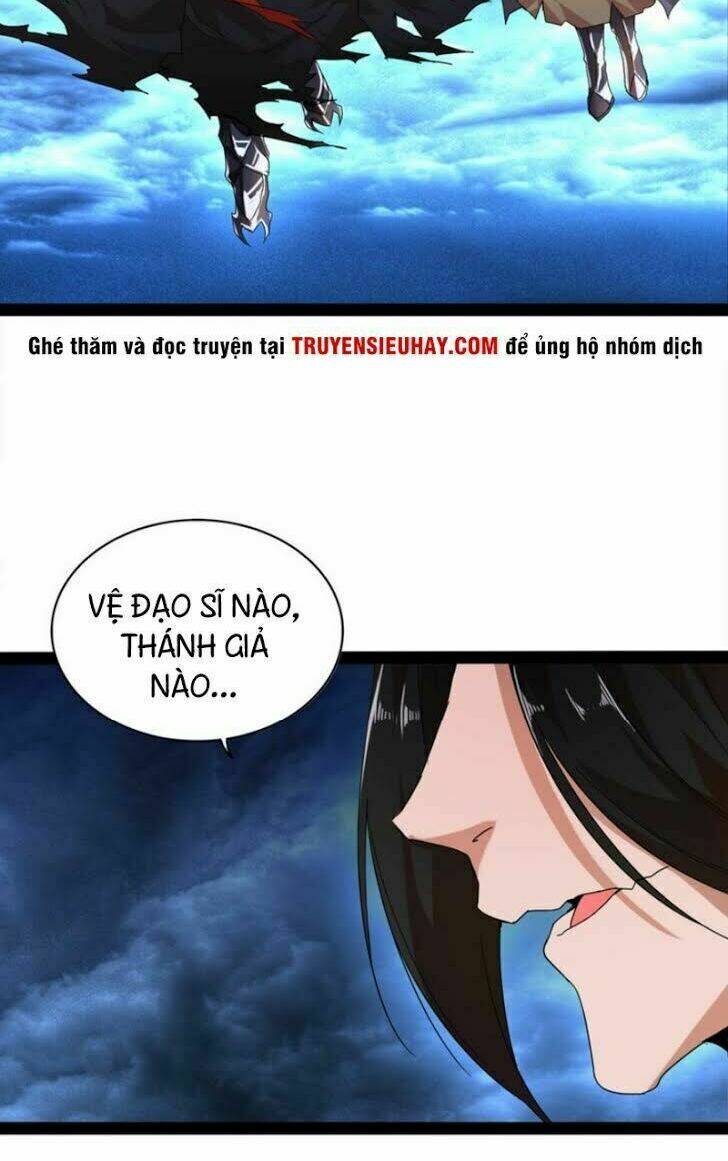 Ghé thăm và đọc truyện tại TRUYENSIEUHAY.COM để ủng hộ nhóm dịch
VỆ ĐẠO SĨ NÀO,
THÁNH GIẢ
NÀO...